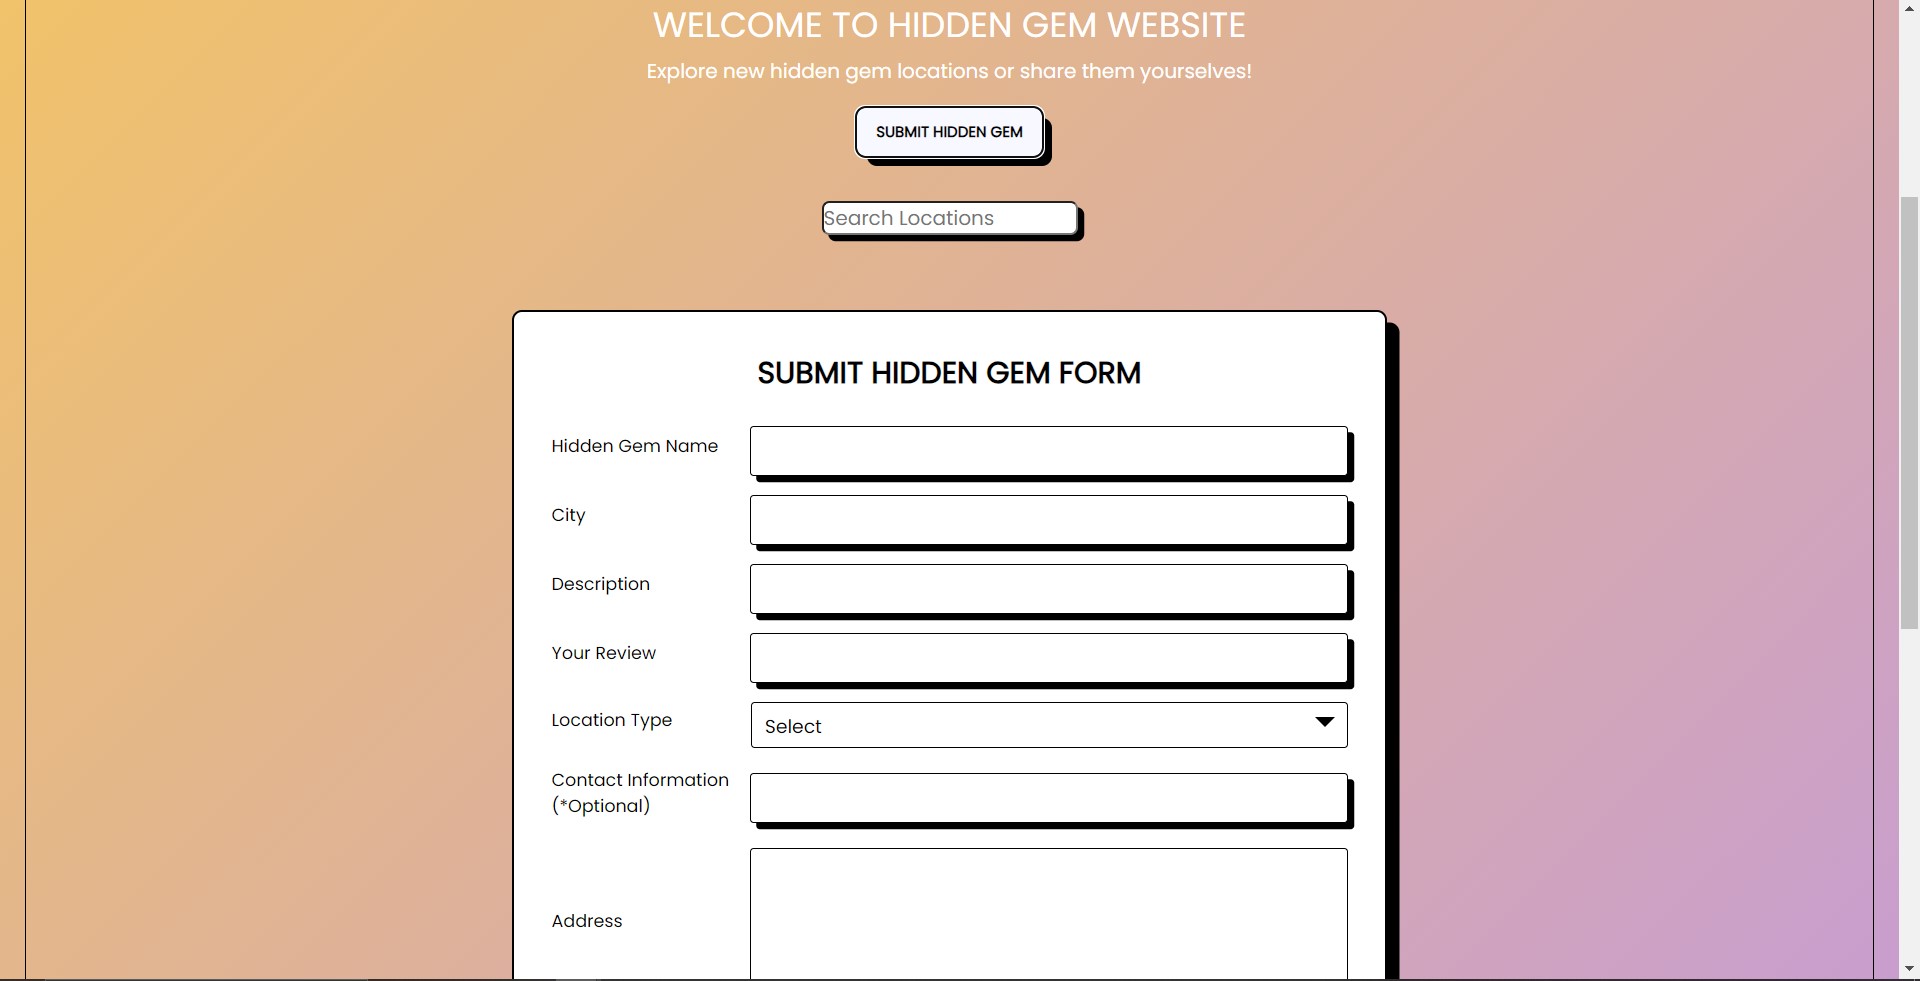 WELCOME TO HIDDEN GEM WEBSITE
Explore new hidden gem locations or share them yourselves!
SUBMIT HIDDEN GEM
Search Locations
SUBMIT HIDDEN GEM FORM
Hidden Gem Name
City
Description
Your Review
Location Type
Select
Contact Information
(*Optional)
Address